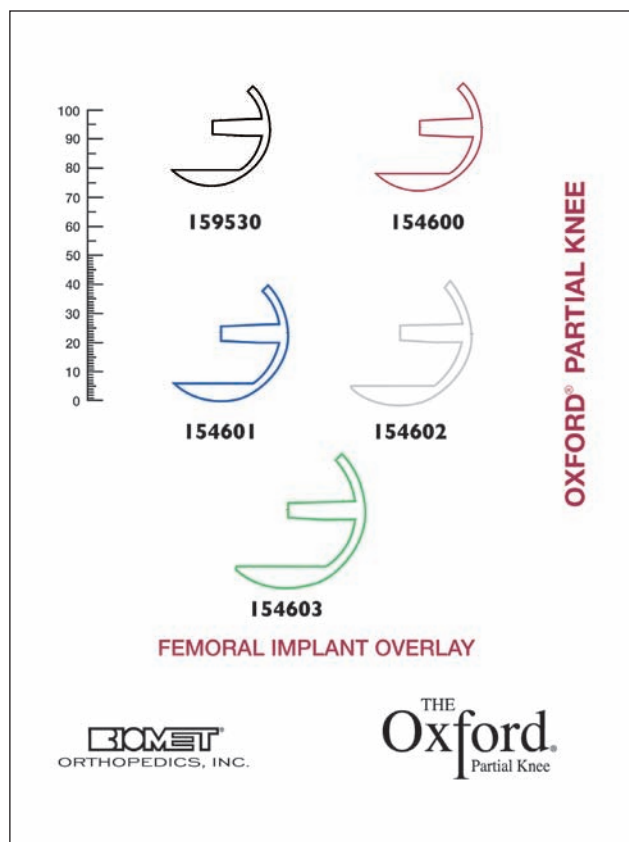 100
90
80
70
60
50
40
30
20
10
0
159530
154600
154601
154602
154603
OXFORD® PARTIAL KNEE
FEMORAL IMPLANT OVERLAY
BIOMET®
ORTHOPEDICS, INC.
THE
Oxford®
Partial Knee